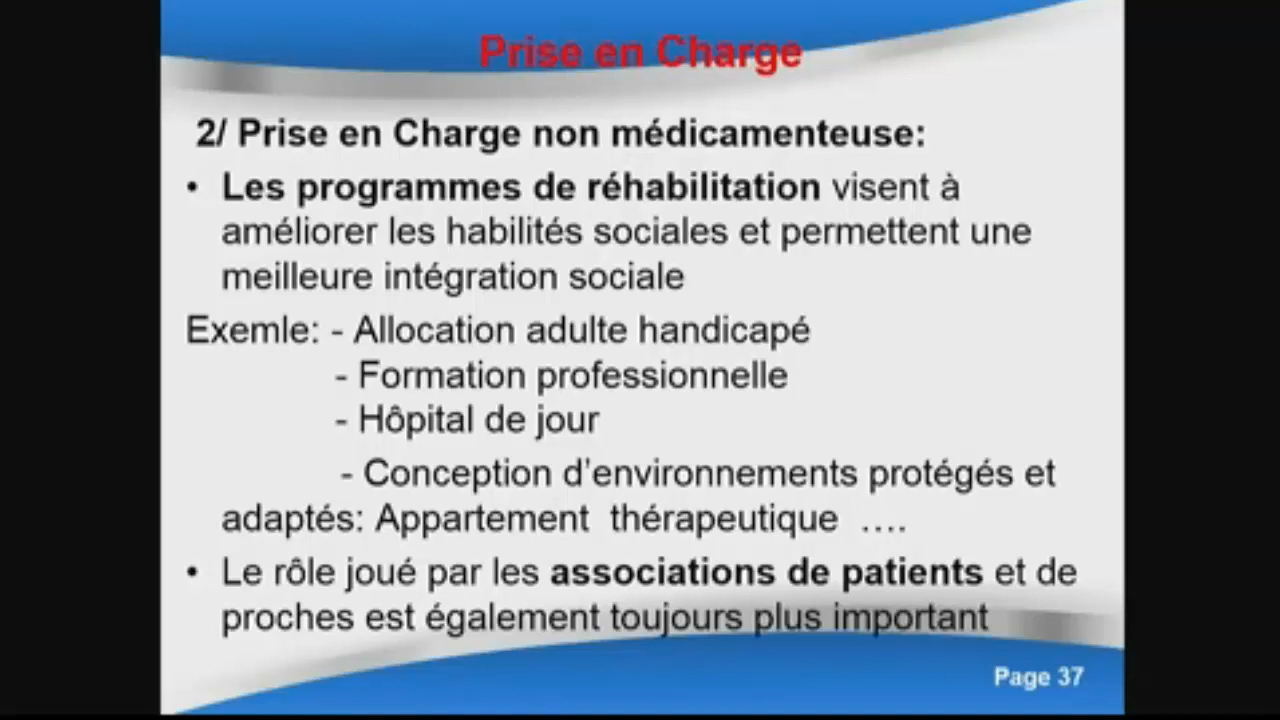 Prise en Charge
2/ Prise en Charge non médicamenteuse:
• Les programmes de réhabilitation visent à
améliorer les habilités sociales et permettent une
meilleure intégration sociale
Exemle: - Allocation adulte handicapé
- Formation professionnelle
- Hôpital de jour
- Conception d’environnements protégés et
adaptés: Appartement thérapeutique ….
• Le rôle joué par les associations de patients et de
proches est également toujours plus important
Page 37